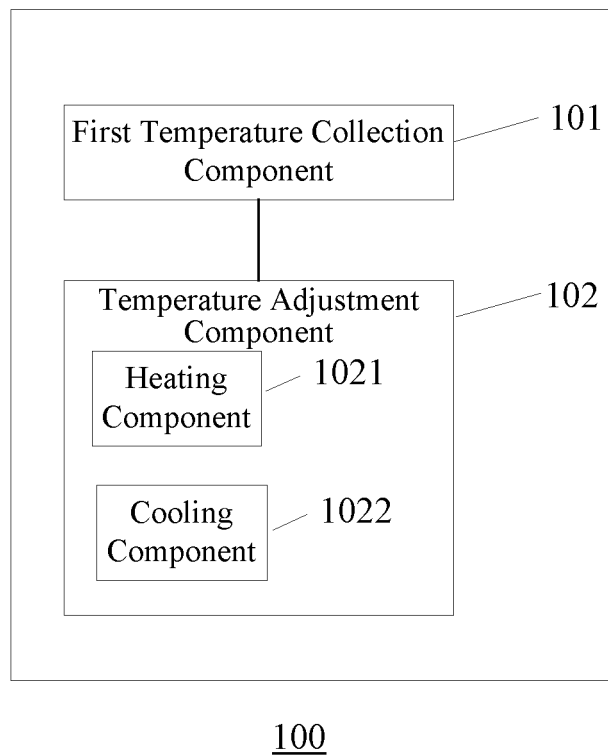 First Temperature Collection
Component
101
Temperature Adjustment
Component
102
Heating
Component
1021
Cooling
Component
1022
100